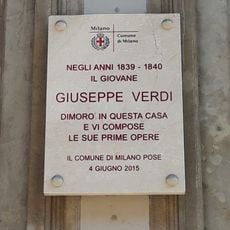 Milano
Comune
di Milano
NEGLI ANNI 1839 - 1840
IL GIOVANE
GIUSEPPE VERDI
DIMORO' IN QUESTA CASA
E VI COMPOSE
LE SUE PRIME OPERE
IL COMUNE DI MILANO POSE
4 GIUGNO 2015